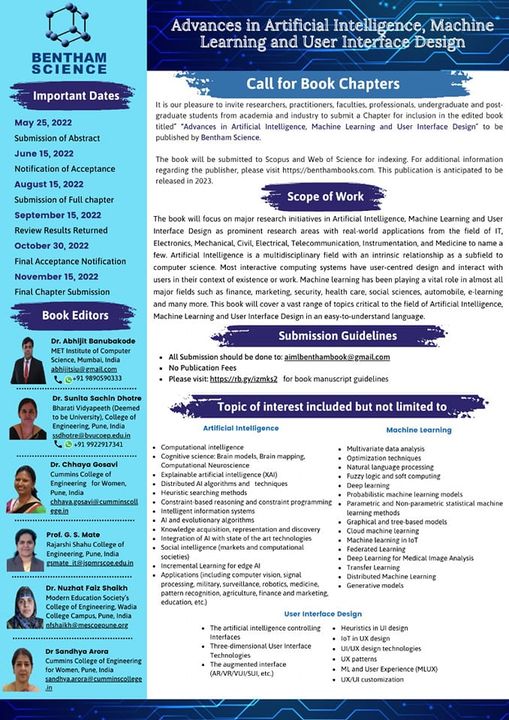 BENTHAM
SCIENCE
Important Dates
May 25, 2022
Submission of Abstract
June 15, 2022
Notification of Acceptance
August 15, 2022
Submission of Full chapter
September 15, 2022
Review Results Returned
October 30, 2022
Final Acceptance Notification
November 15, 2022
Final Chapter Submission
Book Editors
Dr. Abhijit Banubakode
MET Institute of Computer
Science, Mumbai, India
abhijitsiu@gmail.com
+91 9890590333
Dr. Sunita Sachin Dhotre
Bharati Vidyapeeth (Deemed
to be University), College of
Engineering, Pune, India
ssdhotre@bvucoep.edu.in
+91 9922917341
Dr. Chhaya Gosavi
Cummins College of
Engineering for Women,
Pune, India
chhaya.gosavi@cumminscoll
ege.in
Prof. G. S. Mate
Rajarshi Shahu College of
Engineering, Pune, India
gsmate_it@jspmrscoe.edu.in
Dr. Nuzhat Faiz Shaikh
Modern Education Society's
College of Engineering, Wadia
College Campus, Pune, India
nfshaikh@mescoepune.org
Dr Sandhya Arora
Cummins College of Engineering
for Women, Pune, India
sandhya.arora@cumminscollege
.in
Advances in Artificial Intelligence, Machine
Learning and User Interface Design
Call for Book Chapters
It is our pleasure to invite researchers, practitioners, faculties, professionals, undergraduate and post-
graduate students from academia and industry to submit a Chapter for inclusion in the edited book
titled" "Advances in Artificial Intelligence, Machine Learning and User Interface Design" to be
published by Bentham Science.
The book will be submitted to Scopus and Web of Science for indexing. For additional information
regarding the publisher, please visit https://benthambooks.com. This publication is anticipated to be
released in 2023.
Scope of Work
The book will focus on major research initiatives in Artificial Intelligence, Machine Learning and User
Interface Design as prominent research areas with real-world applications from the field of IT,
Electronics, Mechanical, Civil, Electrical, Telecommunication, Instrumentation, and Medicine to name a
few. Artificial Intelligence is a multidisciplinary field with an intrinsic relationship as a subfield to
computer science. Most interactive computing systems have user-centred design and interact with
users in their context of existence or work. Machine learning has been playing a vital role in almost all
major fields such as finance, marketing, security, health care, social sciences, automobile, e-learning
and many more. This book will cover a vast range of topics critical to the field of Artificial Intelligence,
Machine Learning and User Interface Design in an easy-to-understand language.
Submission Guidelines
• All Submission should be done to: aimlbenthambook@gmail.com
• No Publication Fees
• Please visit: https://rb.gy/izmks2 for book manuscript guidelines
Topic of interest included but not limited to
Artificial Intelligence
• Computational intelligence
• Cognitive science: Brain models, Brain mapping,
Computational Neuroscience
• Explainable artificial intelligence (XAI)
• Distributed AI algorithms and techniques
• Heuristic searching methods
• Constraint-based reasoning and constraint programming
• Intelligent information systems
• AI and evolutionary algorithms
• Knowledge acquisition, representation and discovery
• Integration of AI with state of the art technologies
• Social intelligence (markets and computational
societies)
• Incremental Learning for edge AI
• Applications (including computer vision, signal
processing, military, surveillance, robotics, medicine,
pattern recognition, agriculture, finance and marketing,
education, etc.)
Machine Learning
• Multivariate data analysis
• Optimization techniques
• Natural language processing
• Fuzzy logic and soft computing
• Deep learning
• Probabilistic machine learning models
• Parametric and Non-parametric statistical machine
learning methods
• Graphical and tree-based models
• Cloud machine learning
• Machine learning in IoT
• Federated Learning
• Deep Learning for Medical Image Analysis
• Transfer Learning
• Distributed Machine Learning
• Generative models
User Interface Design
• The artificial intelligence controlling
Interfaces
• Three-dimensional User Interface
Technologies
• The augmented interface
(AR/VR/VUI/SUI, etc.)
• Heuristics in UI design
• IoT in UX design
• UI/UX design technologies
• UX patterns
• ML and User Experience (MLUX)
• UX/UI customization